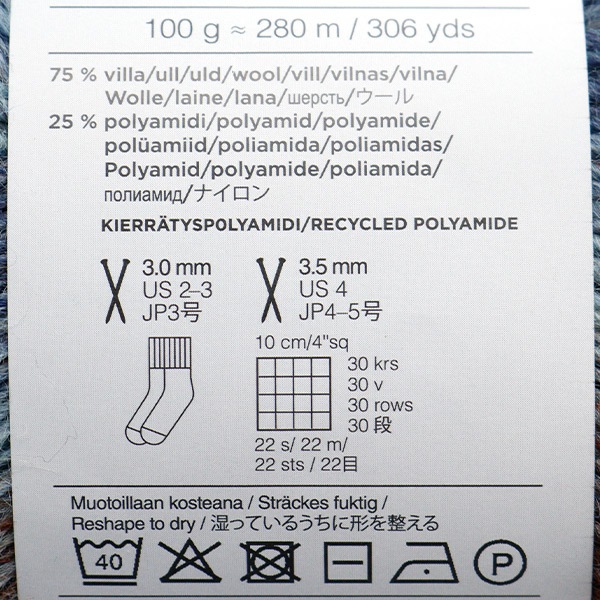 100 g ≈ 280 m / 306 yds
75 % villa/ull/uld/wool/vill/vilnas/vilna/
Wolle/laine/lana/шерсть/ウール
25 % polyamidi/polyamid/polyamide/
polüamiid/poliamida/poliamidas/
Polyamid/polyamide/poliamida/
полиамид/ナイロン
KIERRÄTYSPOLYAMIDI/RECYCLED POLYAMIDE
3.0 mm
US 2–3
JP3号
3.5 mm
US 4
JP4–5号
10 cm/4"sq
30 krs
30 v
30 rows
30 段
22 s/ 22 m/
22 sts / 22目
Muotoillaan kosteana / Sträckes fuktig /
Reshape to dry / 湿っているうちに形を整える
40
P